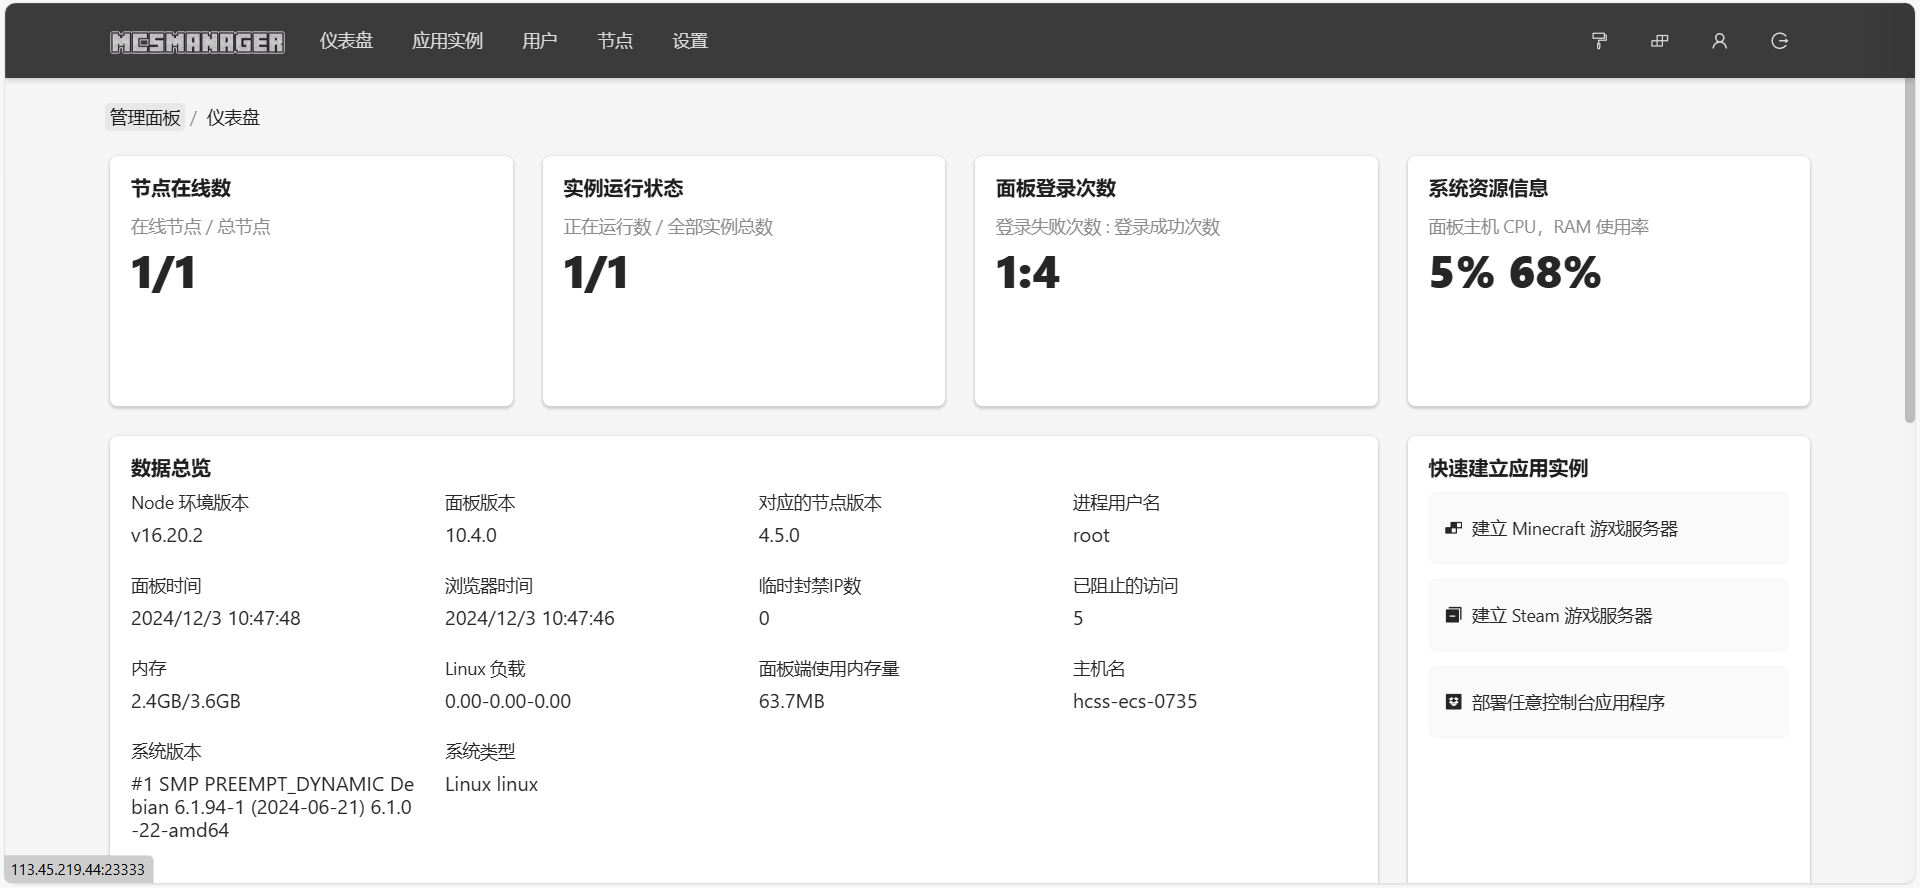 MCSMANAGER 仪表盘 应用实例 用户 节点 设置
管理面板 / 仪表盘
节点在线数
在线节点 / 总节点
1/1
实例运行状态
正在运行数 / 全部实例总数
1/1
面板登录次数
登录失败次数 : 登录成功次数
1:4
系统资源信息
面板主机 CPU，RAM 使用率
5% 68%
数据总览
Node 环境版本
v16.20.2
面板版本
10.4.0
对应的节点版本
4.5.0
进程用户名
root
面板时间
2024/12/3 10:47:48
浏览器时间
2024/12/3 10:47:46
临时封禁IP数
0
已阻止的访问
5
内存
2.4GB/3.6GB
Linux 负载
0.00-0.00-0.00
面板端使用内存量
63.7MB
主机名
hcss-ecs-0735
系统版本
#1 SMP PREEMPT_DYNAMIC De
bian 6.1.94-1 (2024-06-21) 6.1.0
-22-amd64
系统类型
Linux linux
快速建立应用实例
建立 Minecraft 游戏服务器
建立 Steam 游戏服务器
部署任意控制台应用程序
113.45.219.44:23333